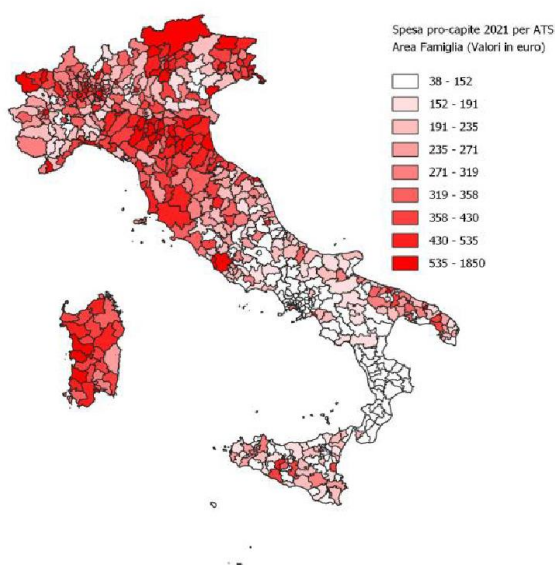 Spesa pro-capite 2021 per ATS
Area Famiglia (Valori in euro)
38 - 152
152 - 191
191 - 235
235 - 271
271 - 319
319 - 358
358 - 430
430 - 535
535 - 1850